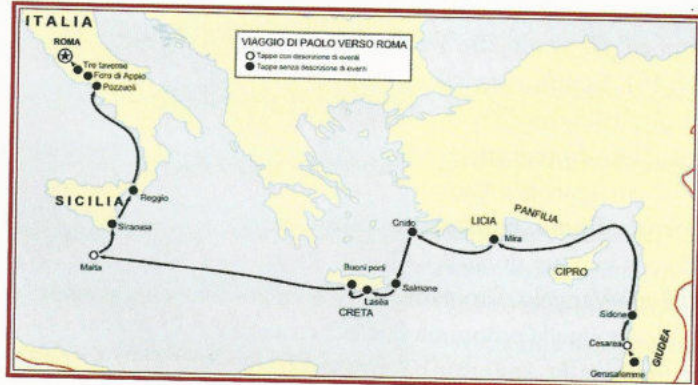 ITALIA
ROMA
Tre taverne
Foro di Appio
Pozzuoli
VIAGGIO DI PAOLO VERSO ROMA
Tappe con descrizione di eventi
Tappe senza descrizione di eventi
Reggio
SICILIA
Siracusa
Malta
Cnido
LICIA
PANFILIA
Mira
CIPRO
Buoni porti
Lasèa
Salmone
CRETA
Sidone
Cesarea
GIUDEA
Gerusalemme